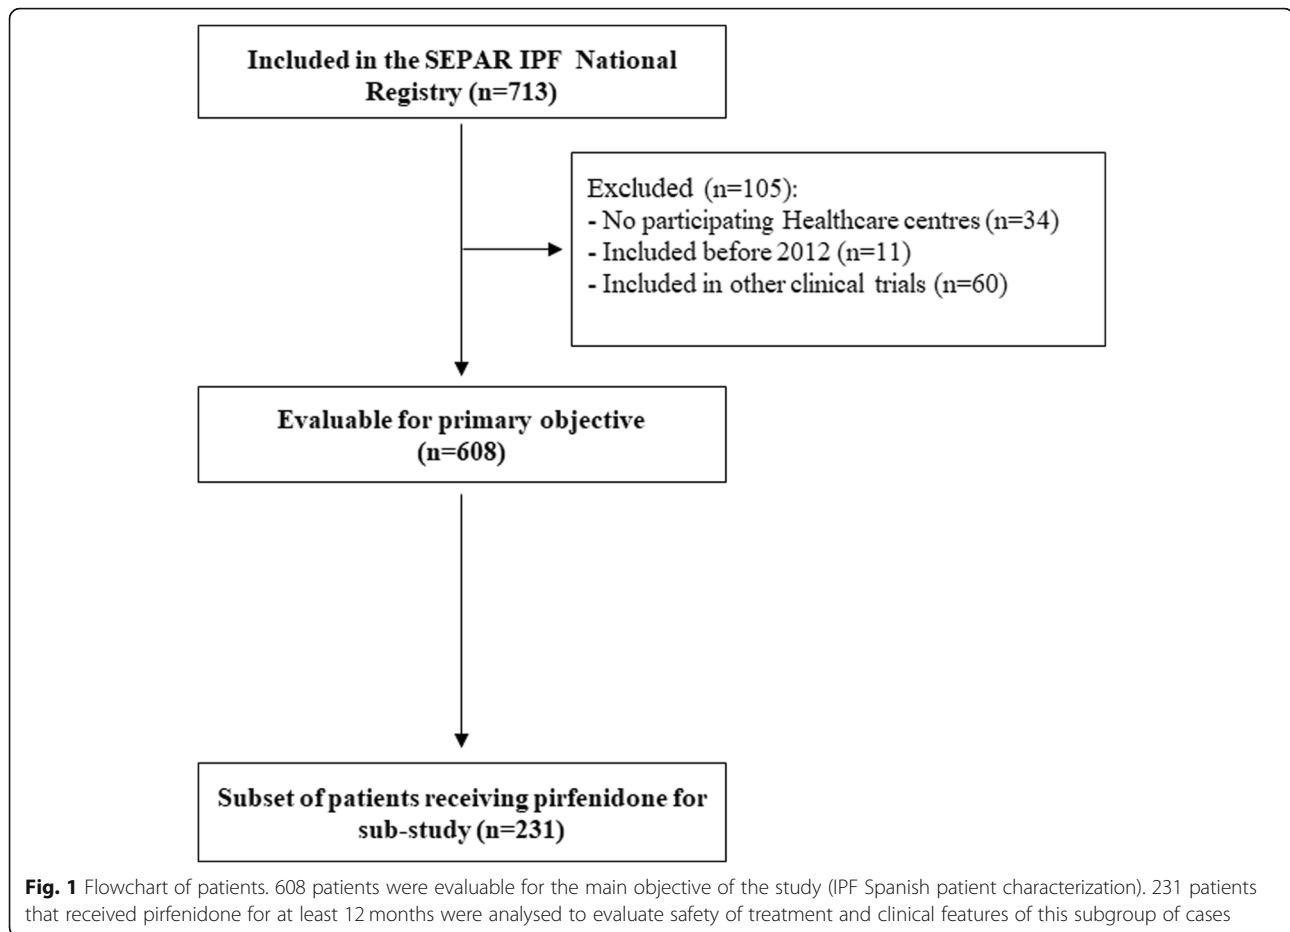 Included in the SEPAR IPF National
Registry (n=713)
Excluded (n=105):
- No participating Healthcare centres (n=34)
- Included before 2012 (n=11)
- Included in other clinical trials (n=60)
Evaluable for primary objective
(n=608)
Subset of patients receiving pirfenidone for
sub-study (n=231)
Fig. 1 Flowchart of patients. 608 patients were evaluable for the main objective of the study (IPF Spanish patient characterization). 231 patients
that received pirfenidone for at least 12 months were analysed to evaluate safety of treatment and clinical features of this subgroup of cases